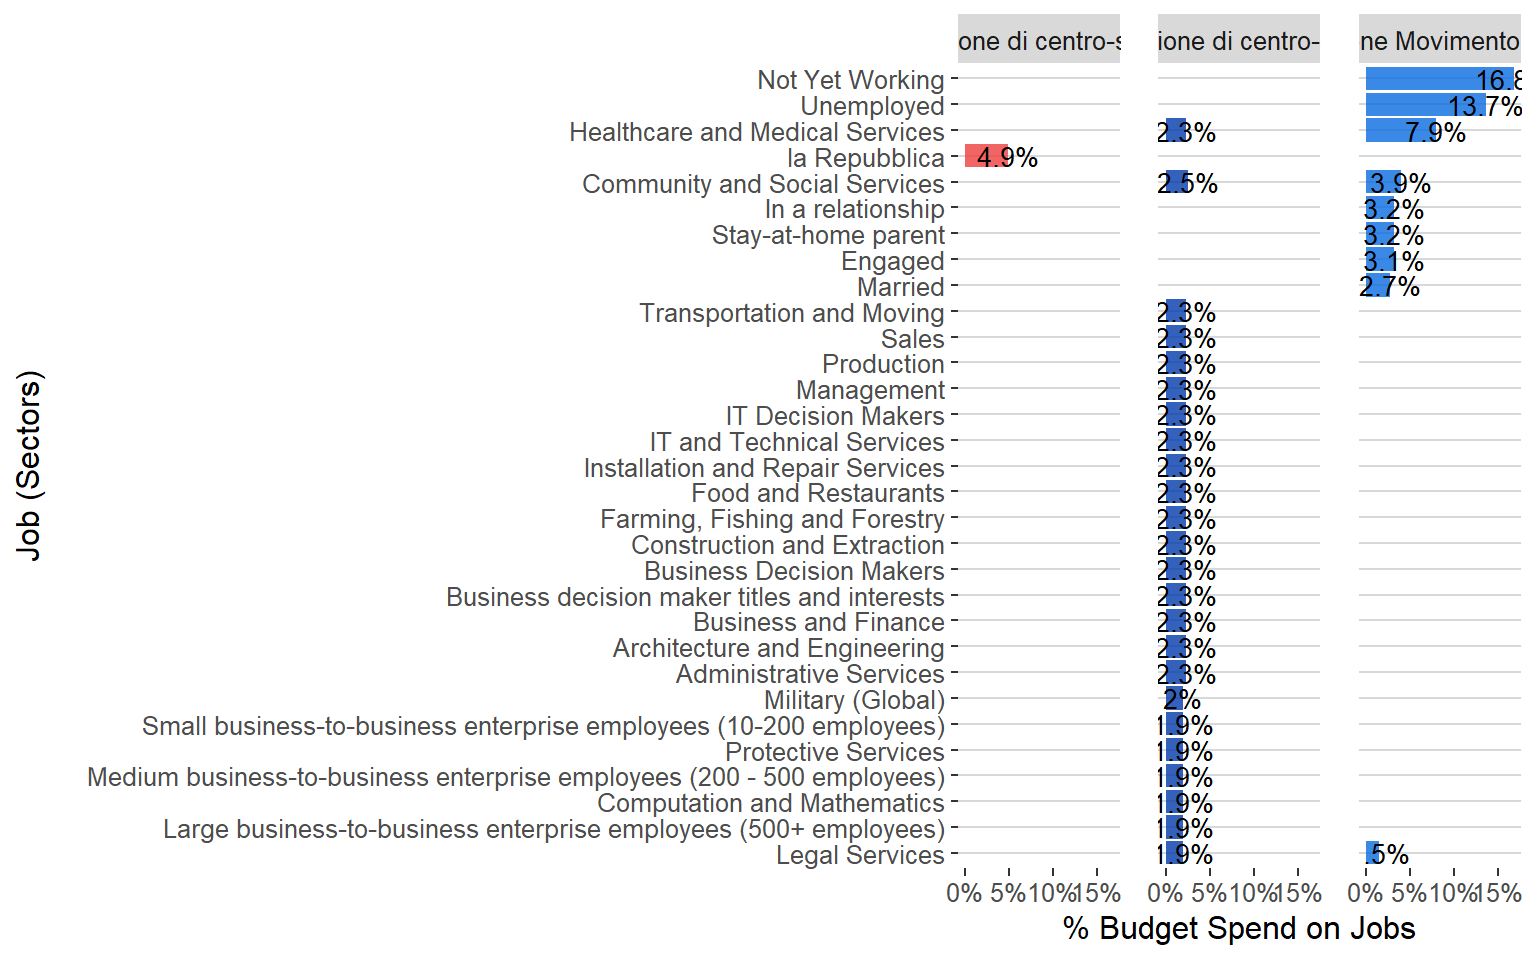 one di centro-s ione di centro- ne Movimento
Not Yet Working 16.8
Unemployed 13.7%
Healthcare and Medical Services 2.3% 7.9%
la Repubblica 4.9%
Community and Social Services 2.5% 3.9%
In a relationship 3.2%
Stay-at-home parent 3.2%
Engaged 3.1%
Married 2.7%
Transportation and Moving 2.3%
Sales 2.3%
Production 2.3%
Management 2.3%
IT Decision Makers 2.3%
IT and Technical Services 2.3%
Installation and Repair Services 2.3%
Food and Restaurants 2.3%
Farming, Fishing and Forestry 2.3%
Construction and Extraction 2.3%
Business Decision Makers 2.3%
Business decision maker titles and interests 2.3%
Business and Finance 2.3%
Architecture and Engineering 2.3%
Administrative Services 2.3%
Military (Global) 2%
Small business-to-business enterprise employees (10-200 employees) 1.9%
Protective Services 1.9%
Medium business-to-business enterprise employees (200 - 500 employees) 1.9%
Computation and Mathematics 1.9%
Large business-to-business enterprise employees (500+ employees) 1.9%
Legal Services 1.9% .5%
0% 5% 10% 15% 0% 5% 10% 15% 0% 5% 10% 15%
% Budget Spend on Jobs
Job (Sectors)